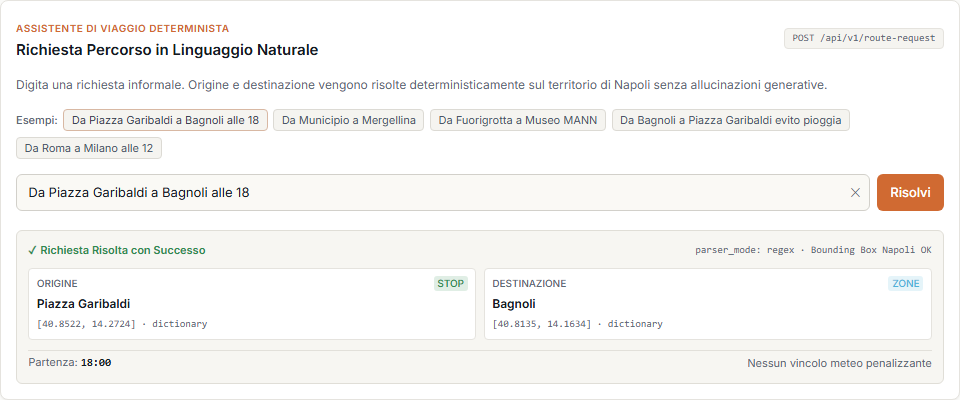 ASSISTENTE DI VIAGGIO DETERMINISTA
Richiesta Percorso in Linguaggio Naturale
POST /api/v1/route-request
Digita una richiesta informale. Origine e destinazione vengono risolte deterministicamente sul territorio di Napoli senza allucinazioni generative.
Esempi: Da Piazza Garibaldi a Bagnoli alle 18 Da Municipio a Mergellina Da Fuorigrotta a Museo MANN Da Bagnoli a Piazza Garibaldi evito pioggia
Da Roma a Milano alle 12
Da Piazza Garibaldi a Bagnoli alle 18 × Risolvi
✓ Richiesta Risolta con Successo parser_mode: regex · Bounding Box Napoli OK
ORIGINE STOP
Piazza Garibaldi
[40.8522, 14.2724] · dictionary
DESTINAZIONE ZONE
Bagnoli
[40.8135, 14.1634] · dictionary
Partenza: 18:00 Nessun vincolo meteo penalizzante